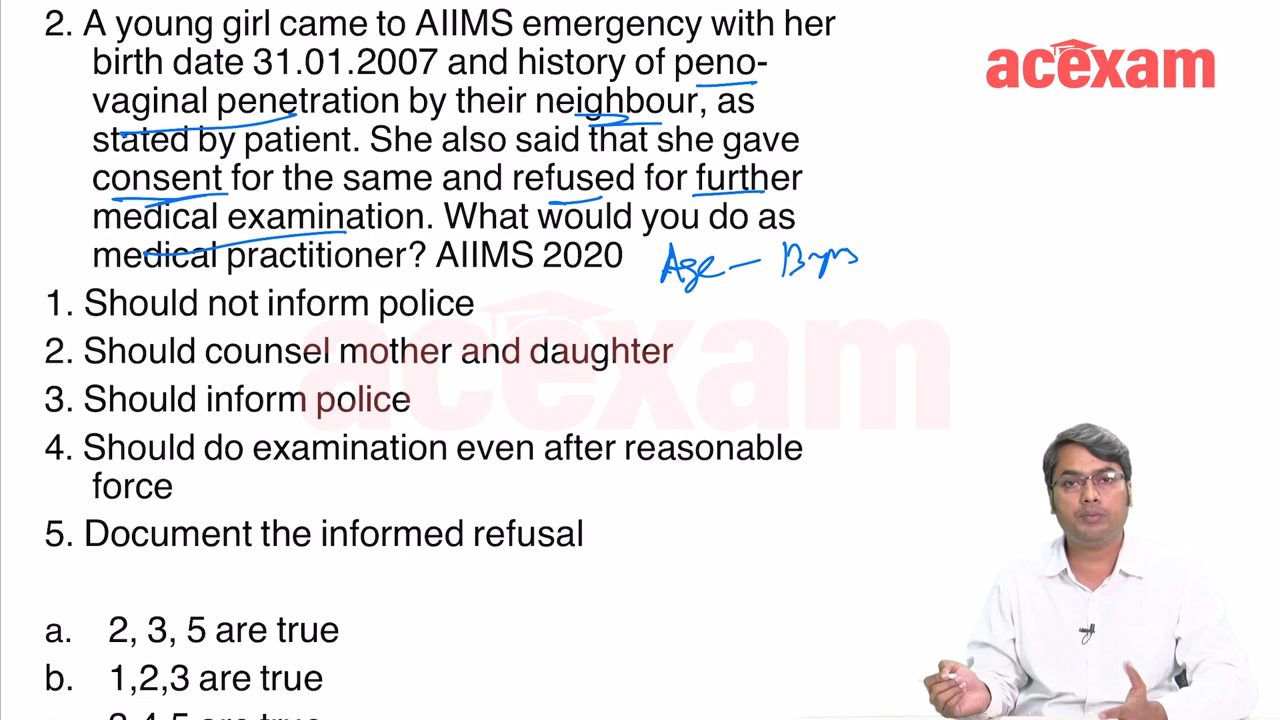 2. A young girl came to AIIMS emergency with her
birth date 31.01.2007 and history of peno-
vaginal penetration by their neighbour, as
stated by patient. She also said that she gave
consent for the same and refused for further
medical examination. What would you do as
medical practitioner? AIIMS 2020
Age – 13yrs
1. Should not inform police
2. Should counsel mother and daughter
3. Should inform police
4. Should do examination even after reasonable
force
5. Document the informed refusal
a. 2, 3, 5 are true
b. 1,2,3 are true
acexam
acexam